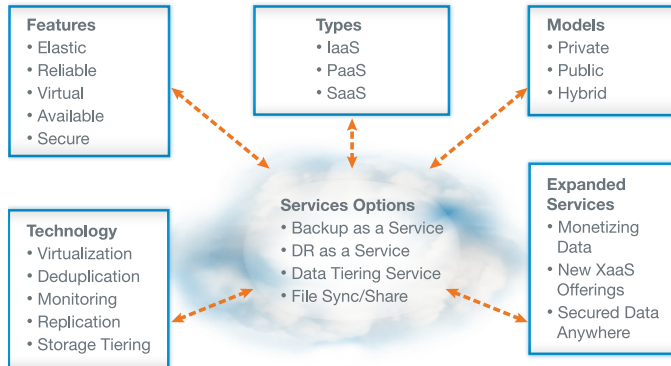 Features
• Elastic
• Reliable
• Virtual
• Available
• Secure
Types
• IaaS
• PaaS
• SaaS
Models
• Private
• Public
• Hybrid
Services Options
• Backup as a Service
• DR as a Service
• Data Tiering Service
• File Sync/Share
Technology
• Virtualization
• Deduplication
• Monitoring
• Replication
• Storage Tiering
Expanded
Services
• Monetizing
Data
• New XaaS
Offerings
• Secured Data
Anywhere